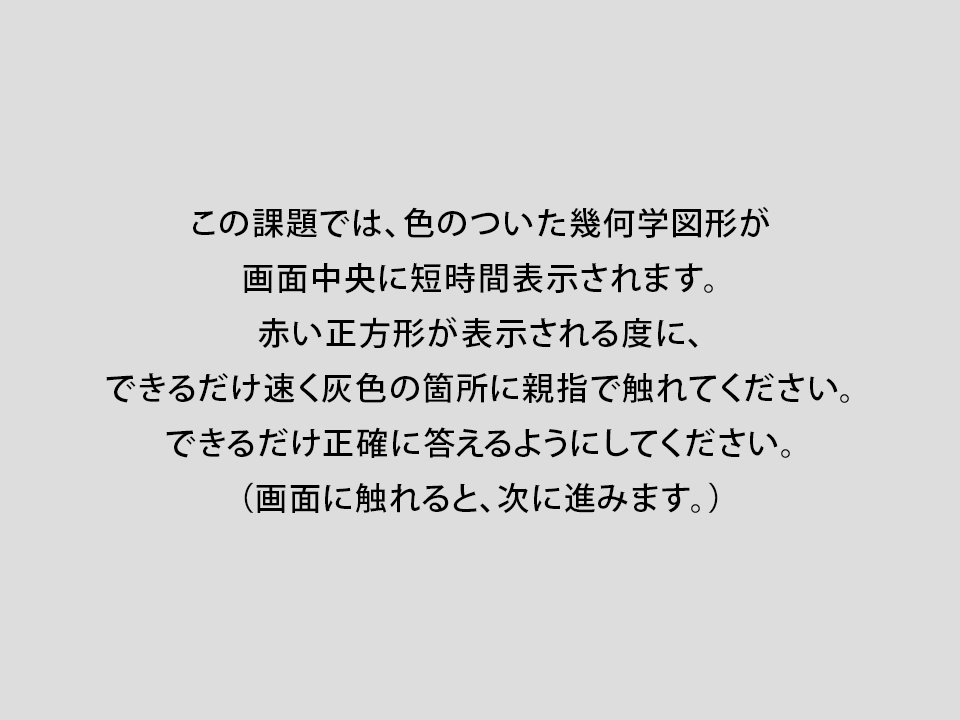 この課題では、色のついた幾何学図形が
画面中央に短時間表示されます。
赤い正方形が表示される度に、
できるだけ速く灰色の箇所に親指で触れてください。
できるだけ正確に答えるようにしてください。
（画面に触れると、次に進みます。）